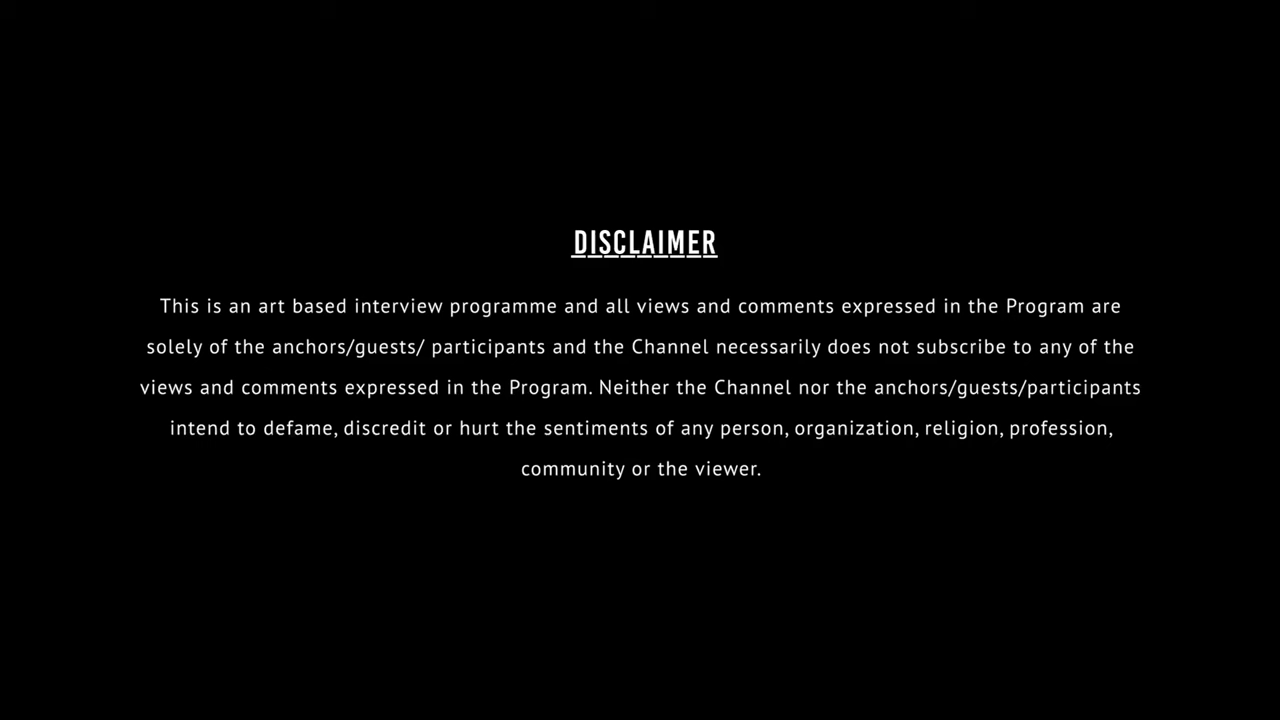 DISCLAIMER
This is an art based interview programme and all views and comments expressed in the Program are
solely of the anchors/guests/ participants and the Channel necessarily does not subscribe to any of the
views and comments expressed in the Program. Neither the Channel nor the anchors/guests/participants
intend to defame, discredit or hurt the sentiments of any person, organization, religion, profession,
community or the viewer.